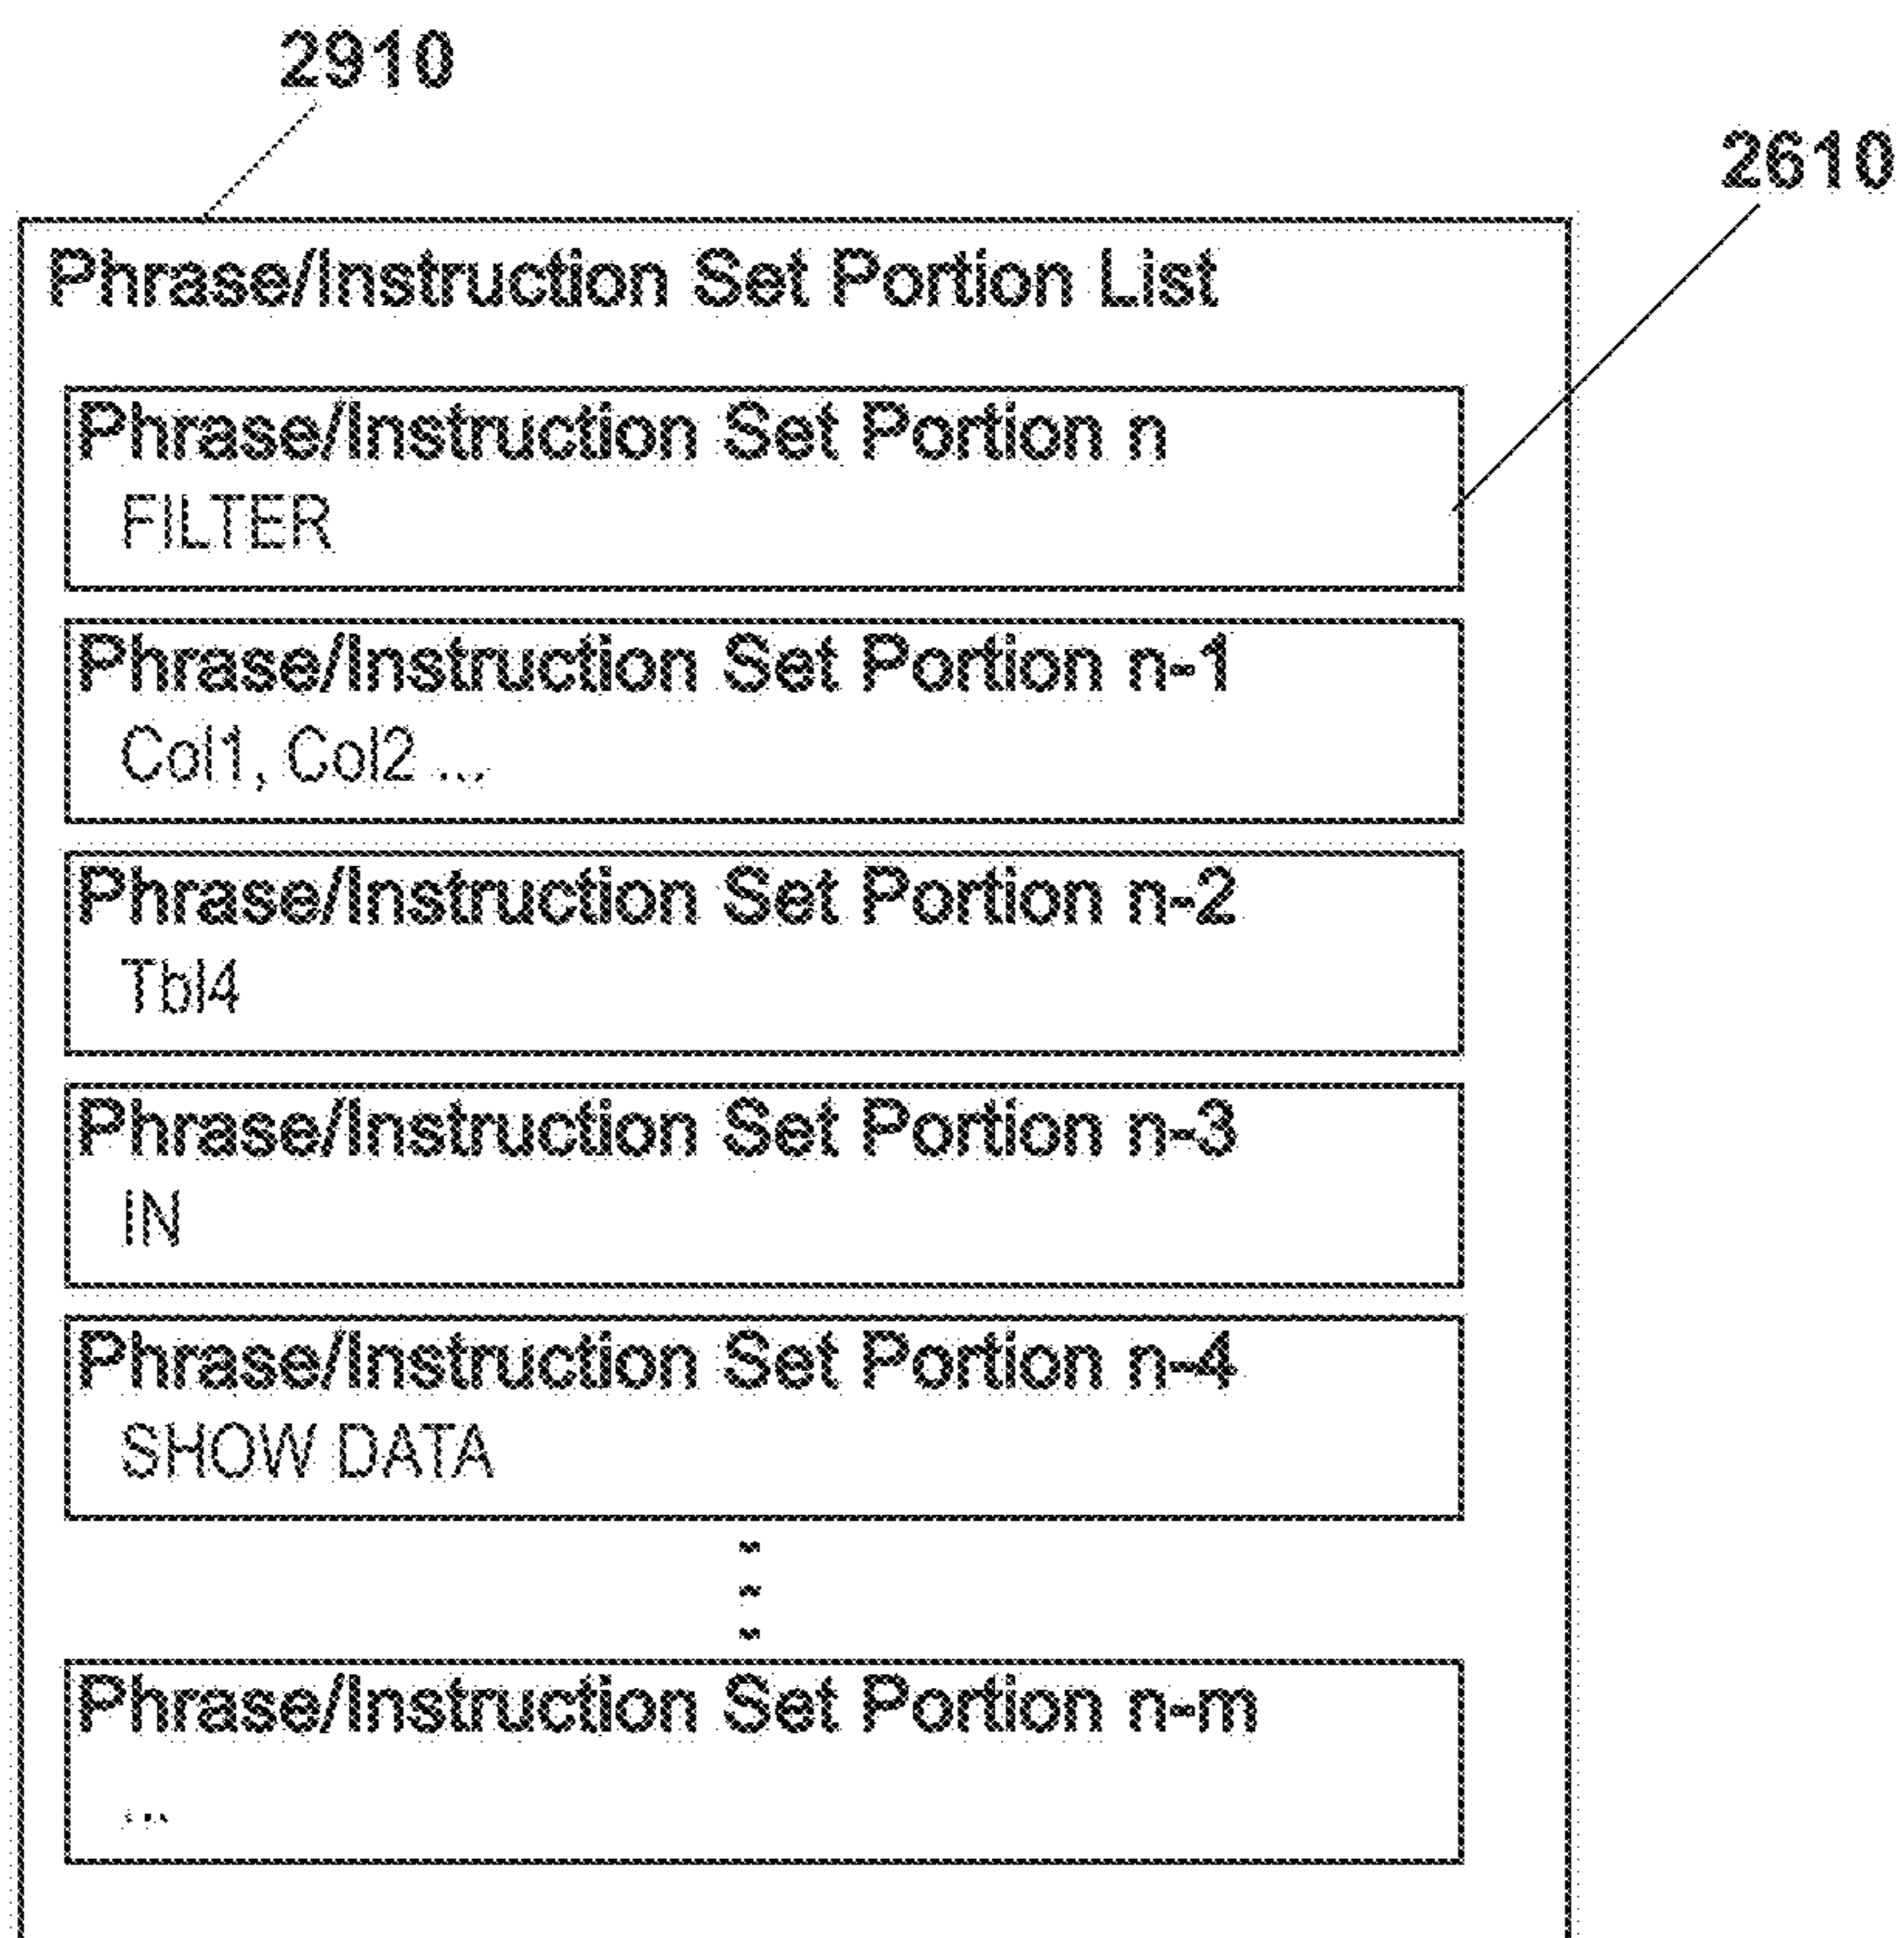 2910
2610
Phrase/Instruction Set Portion List
Phrase/Instruction Set Portion n
FILTER
Phrase/Instruction Set Portion n-1
Col1, Col2 ...
Phrase/Instruction Set Portion n-2
Tbl4
Phrase/Instruction Set Portion n-3
IN
Phrase/Instruction Set Portion n-4
SHOW DATA
Phrase/Instruction Set Portion n-m
...